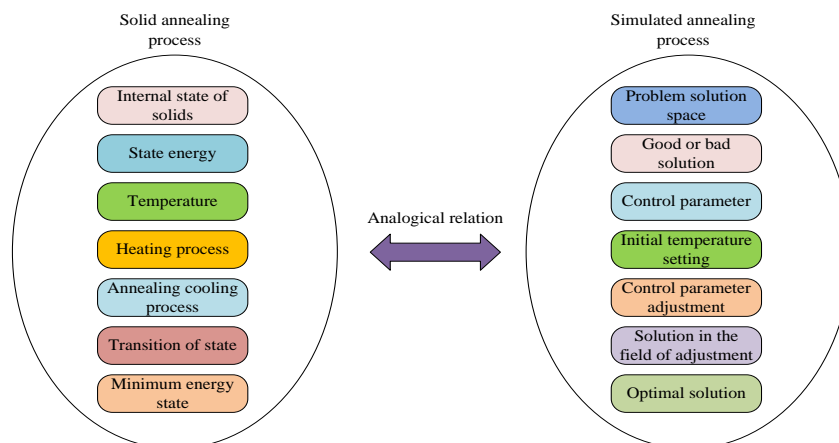 Solid annealing
process
Internal state of
solids
State energy
Temperature
Heating process
Annealing cooling
process
Transition of state
Minimum energy
state
Analogical relation
Simulated annealing
process
Problem solution
space
Good or bad
solution
Control parameter
Initial temperature
setting
Control parameter
adjustment
Solution in the
field of adjustment
Optimal solution